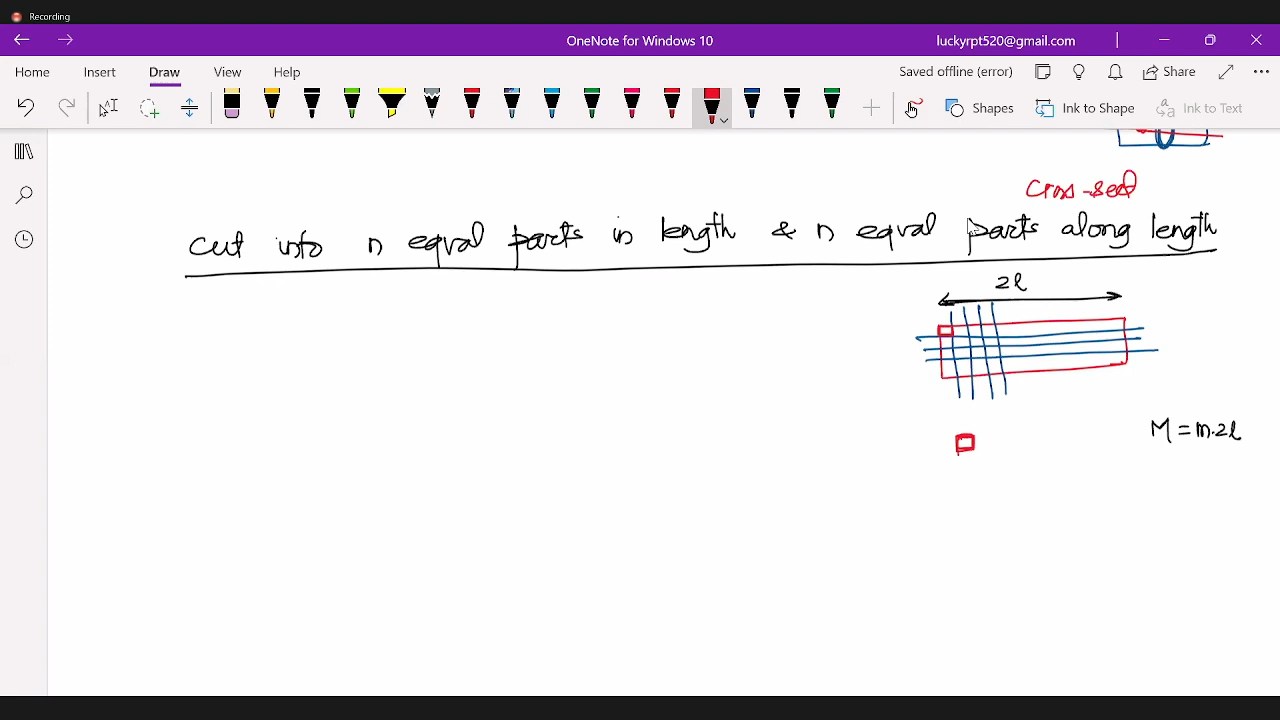 Recording
OneNote for Windows 10
luckyrpt520@gmail.com
Home Insert Draw View Help
Saved offline (error)
Share
Shapes
Ink to Shape
Ink to Text
cross-sect
cut into n equal parts in length & n equal parts along length
2l
M = m.2l